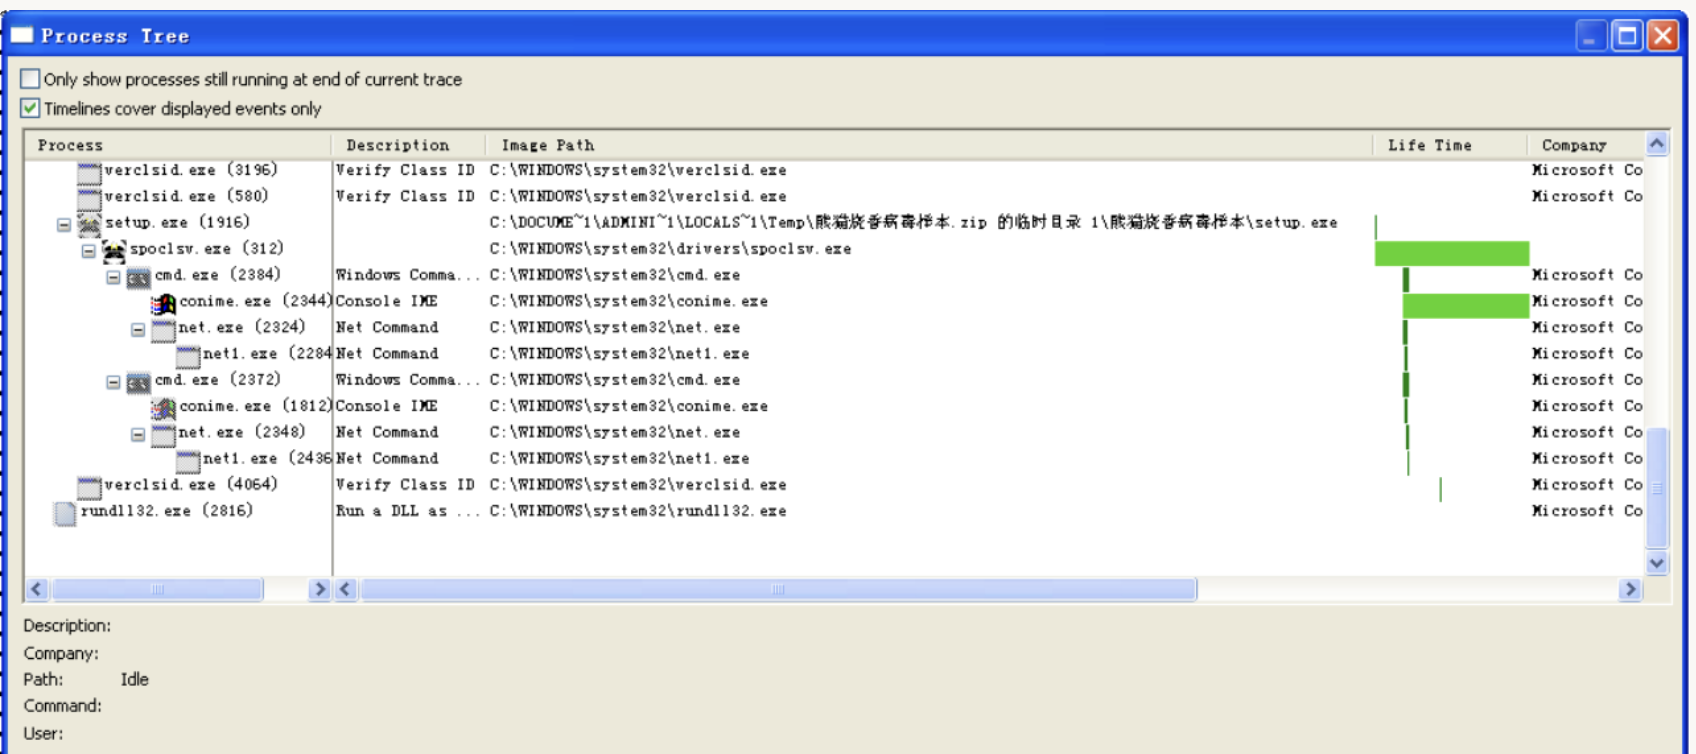 Process Tree
Only show processes still running at end of current trace
Timelines cover displayed events only
Process Description Image Path Life Time Company
verclsid.exe (3196) Verify Class ID C:\WINDOWS\system32\verclsid.exe Microsoft Co
verclsid.exe (580) Verify Class ID C:\WINDOWS\system32\verclsid.exe Microsoft Co
setup.exe (1916) C:\DOCUME~1\ADMINI~1\LOCALS~1\Temp\熊猫烧香病毒样本.zip 的临时目录 1\熊猫烧香病毒样本\setup.exe
spoclsv.exe (312) C:\WINDOWS\system32\drivers\spoclsv.exe
cmd.exe (2384) Windows Comma... C:\WINDOWS\system32\cmd.exe Microsoft Co
conime.exe (2344) Console IME C:\WINDOWS\system32\conime.exe Microsoft Co
net.exe (2324) Net Command C:\WINDOWS\system32\net.exe Microsoft Co
net1.exe (2284 Net Command C:\WINDOWS\system32\net1.exe Microsoft Co
cmd.exe (2372) Windows Comma... C:\WINDOWS\system32\cmd.exe Microsoft Co
conime.exe (1812) Console IME C:\WINDOWS\system32\conime.exe Microsoft Co
net.exe (2348) Net Command C:\WINDOWS\system32\net.exe Microsoft Co
net1.exe (2436 Net Command C:\WINDOWS\system32\net1.exe Microsoft Co
verclsid.exe (4064) Verify Class ID C:\WINDOWS\system32\verclsid.exe Microsoft Co
rundll32.exe (2816) Run a DLL as ... C:\WINDOWS\system32\rundll32.exe Microsoft Co
Description:
Company:
Path: Idle
Command:
User: